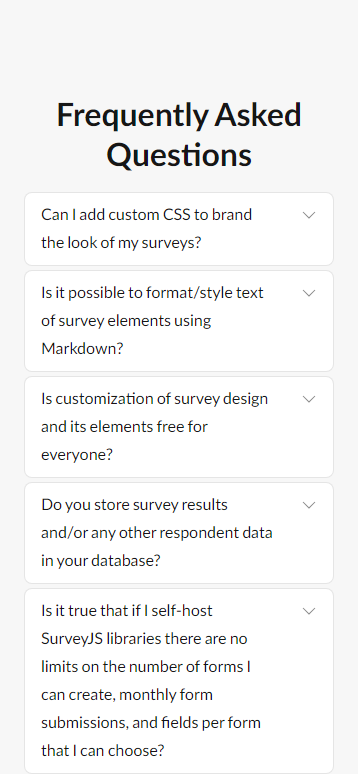 Frequently Asked
Questions
Can I add custom CSS to brand
the look of my surveys?
Is it possible to format/style text
of survey elements using
Markdown?
Is customization of survey design
and its elements free for
everyone?
Do you store survey results
and/or any other respondent data
in your database?
Is it true that if I self-host
SurveyJS libraries there are no
limits on the number of forms I
can create, monthly form
submissions, and fields per form
that I can choose?